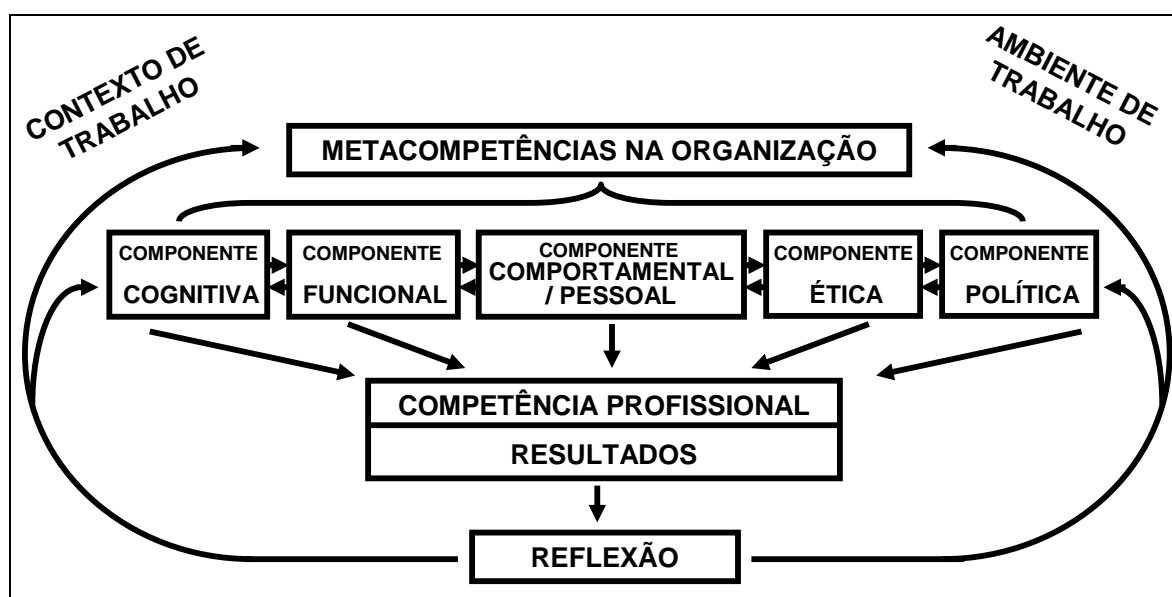 CONTEXTO DE
TRABALHO
AMBIENTE DE
TRABALHO
METACOMPETÊNCIAS NA ORGANIZAÇÃO
COMPONENTE
COGNITIVA
COMPONENTE
FUNCIONAL
COMPONENTE
COMPORTAMENTAL
/ PESSOAL
COMPONENTE
ÉTICA
COMPONENTE
POLÍTICA
COMPETÊNCIA PROFISSIONAL
RESULTADOS
REFLEXÃO